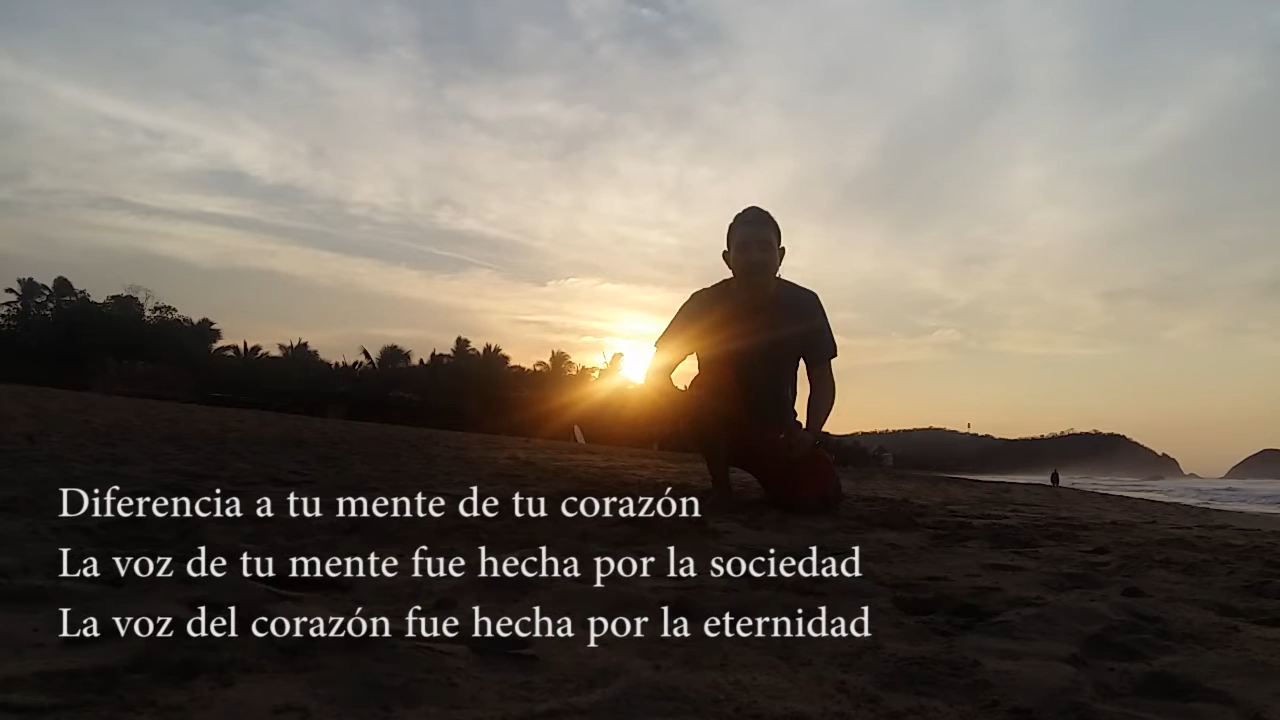 Diferencia a tu mente de tu corazón
La voz de tu mente fue hecha por la sociedad
La voz del corazón fue hecha por la eternidad